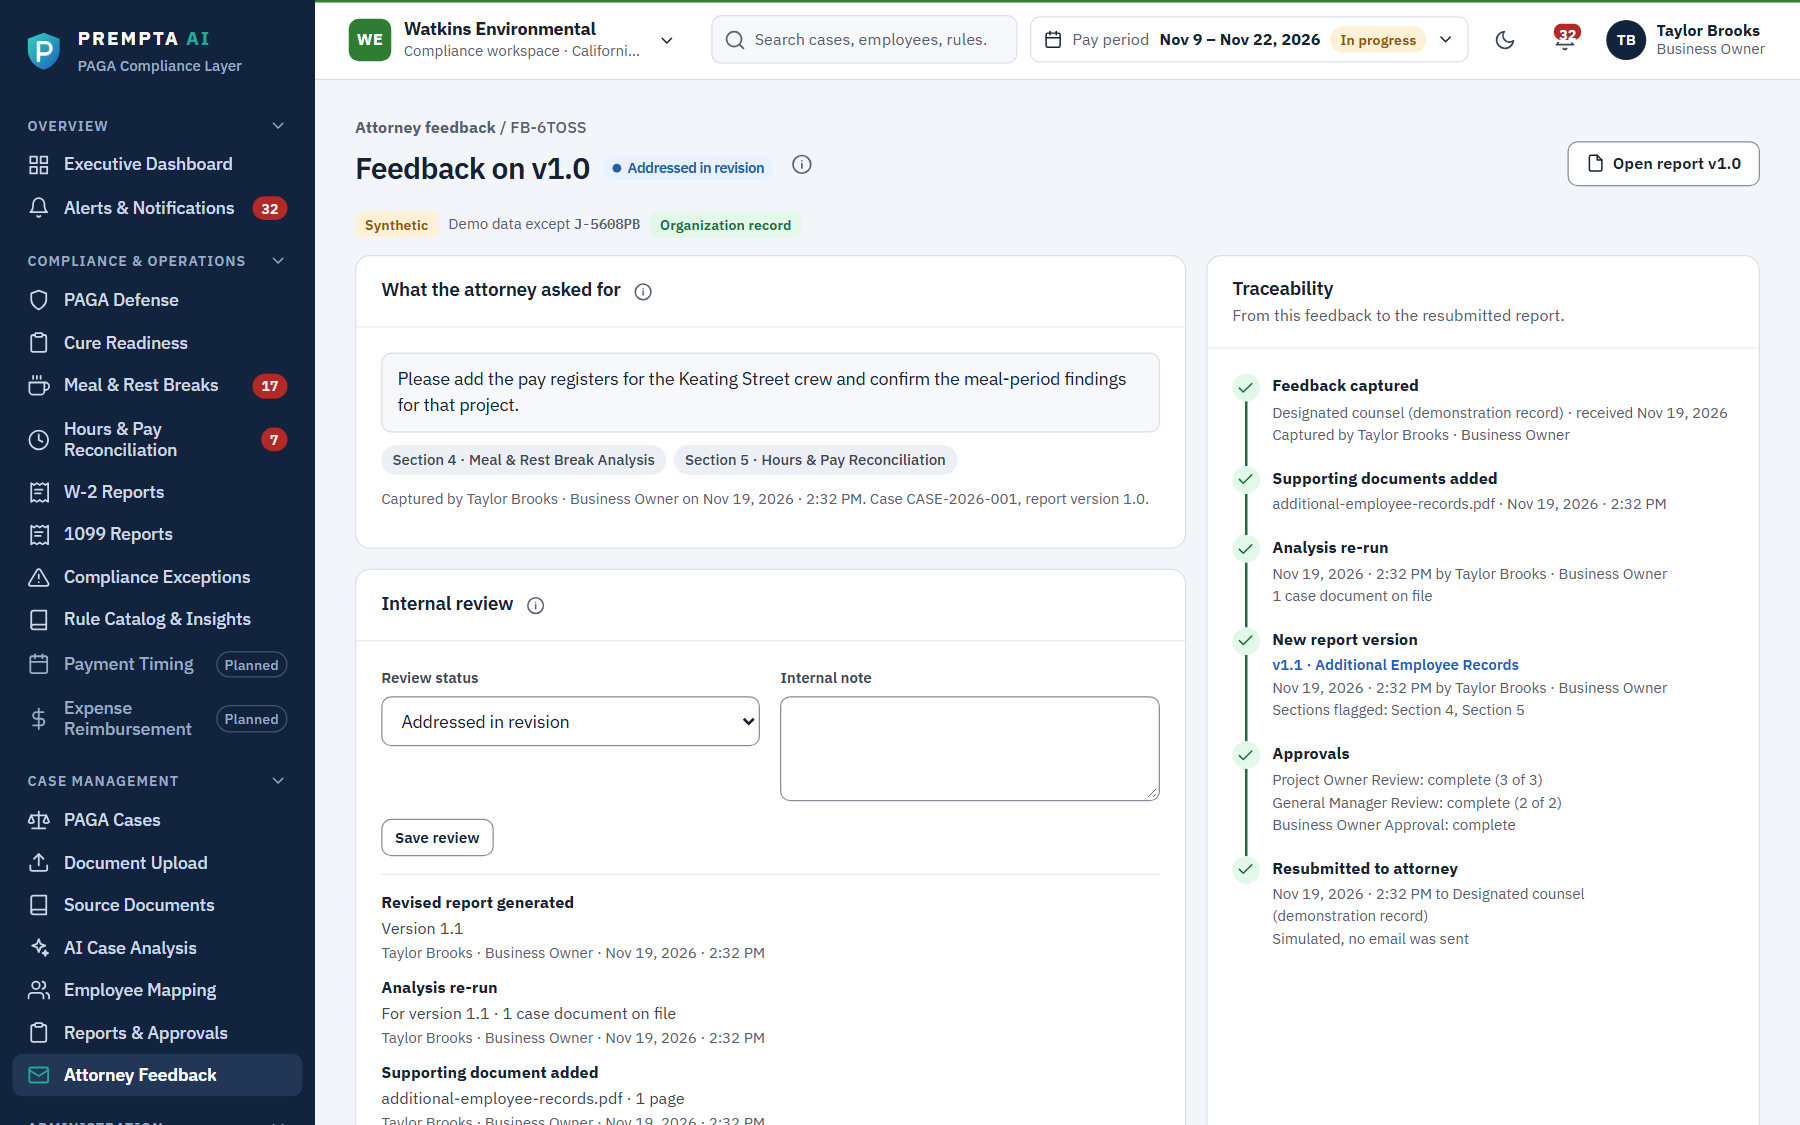 PREMPTA AI
PAGA Compliance Layer
OVERVIEW
Executive Dashboard
Alerts & Notifications 32
COMPLIANCE & OPERATIONS
PAGA Defense
Cure Readiness
Meal & Rest Breaks 17
Hours & Pay
Reconciliation 7
W-2 Reports
1099 Reports
Compliance Exceptions
Rule Catalog & Insights
Payment Timing Planned
Expense
Reimbursement Planned
CASE MANAGEMENT
PAGA Cases
Document Upload
Source Documents
AI Case Analysis
Employee Mapping
Reports & Approvals
Attorney Feedback
ADMINISTRATION
WE
Watkins Environmental
Compliance workspace · Californi...
Search cases, employees, rules.
Pay period Nov 9 – Nov 22, 2026 In progress
32
TB
Taylor Brooks
Business Owner
Attorney feedback / FB-6TOSS
Feedback on v1.0 Addressed in revision
Open report v1.0
Synthetic Demo data except J-5608PB Organization record
What the attorney asked for
Please add the pay registers for the Keating Street crew and confirm the meal-period findings
for that project.
Section 4 · Meal & Rest Break Analysis Section 5 · Hours & Pay Reconciliation
Captured by Taylor Brooks · Business Owner on Nov 19, 2026 · 2:32 PM. Case CASE-2026-001, report version 1.0.
Internal review
Review status Internal note
Addressed in revision
Save review
Revised report generated
Version 1.1
Taylor Brooks · Business Owner · Nov 19, 2026 · 2:32 PM
Analysis re-run
For version 1.1 · 1 case document on file
Taylor Brooks · Business Owner · Nov 19, 2026 · 2:32 PM
Supporting document added
additional-employee-records.pdf · 1 page
Taylor Brooks · Business Owner · Nov 19, 2026 · 2:32 PM
Traceability
From this feedback to the resubmitted report.
Feedback captured
Designated counsel (demonstration record) · received Nov 19, 2026
Captured by Taylor Brooks · Business Owner
Supporting documents added
additional-employee-records.pdf · Nov 19, 2026 · 2:32 PM
Analysis re-run
Nov 19, 2026 · 2:32 PM by Taylor Brooks · Business Owner
1 case document on file
New report version
v1.1 · Additional Employee Records
Nov 19, 2026 · 2:32 PM by Taylor Brooks · Business Owner
Sections flagged: Section 4, Section 5
Approvals
Project Owner Review: complete (3 of 3)
General Manager Review: complete (2 of 2)
Business Owner Approval: complete
Resubmitted to attorney
Nov 19, 2026 · 2:32 PM to Designated counsel
(demonstration record)
Simulated, no email was sent